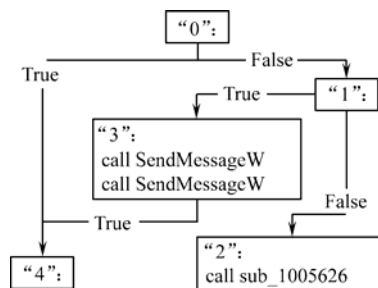 “0”:
True
False
True
“1”:
“3”:
call SendMessageW
call SendMessageW
False
True
“2”:
call sub_1005626
“4”: